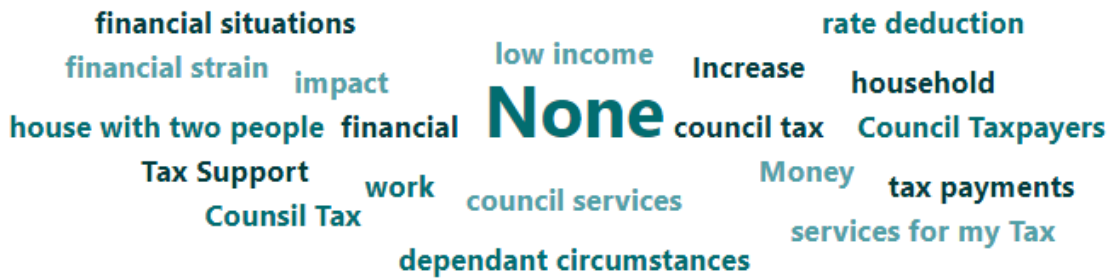 financial situations
rate deduction
low income
financial strain
Increase
impact
household
None
house with two people
financial
council tax
Council Taxpayers
Tax Support
Money
work
tax payments
council services
Counsil Tax
services for my Tax
dependant circumstances